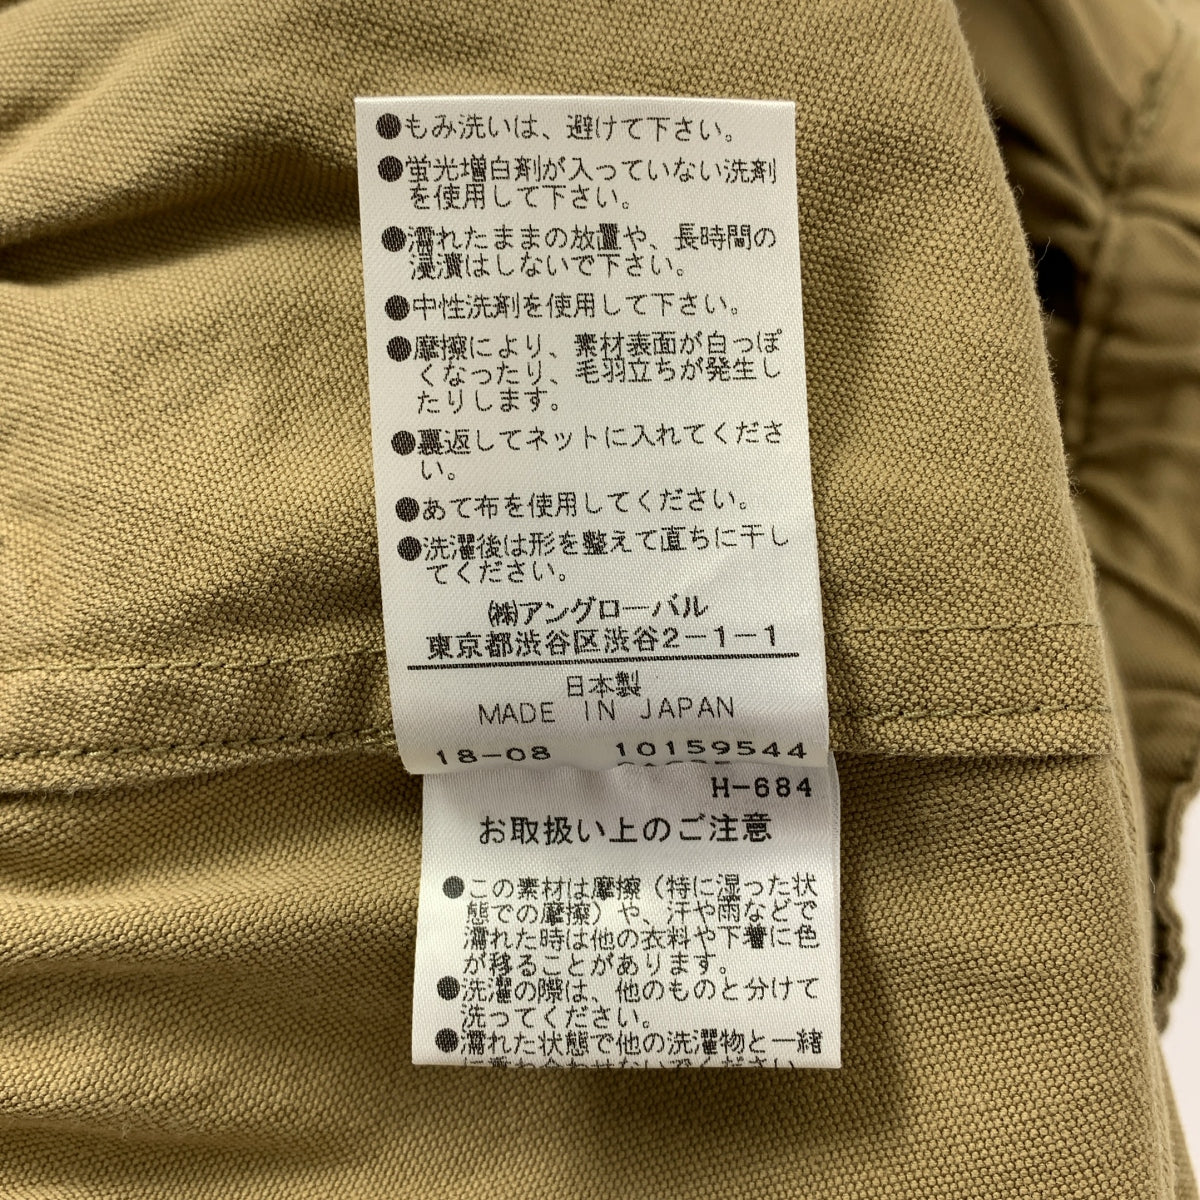 ●もみ洗いは、避けて下さい。
●蛍光増白剤が入っていない洗剤
を使用して下さい。
●濡れたままの放置や、長時間の
浸漬はしないで下さい。
●中性洗剤を使用して下さい。
●摩擦により、素材表面が白っぽ
くなったり、毛羽立ちが発生し
たりします。
●裏返してネットに入れてくださ
い。
●あて布を使用してください。
●洗濯後は形を整えて直ちに干し
てください。
㈱アングローバル
東京都渋谷区渋谷2-1-1
日本製
MADE IN JAPAN
18-08 10159544
H-684
お取扱い上のご注意
●この素材は摩擦(特に湿った状
態での摩擦)や、汗や雨などで
濡れた時は他の衣料や下着に色
が移ることがあります。
●洗濯の際は、他のものと分けて
洗ってください。
●濡れた状態で他の洗濯物と一緒
に重ね合わせないでください。